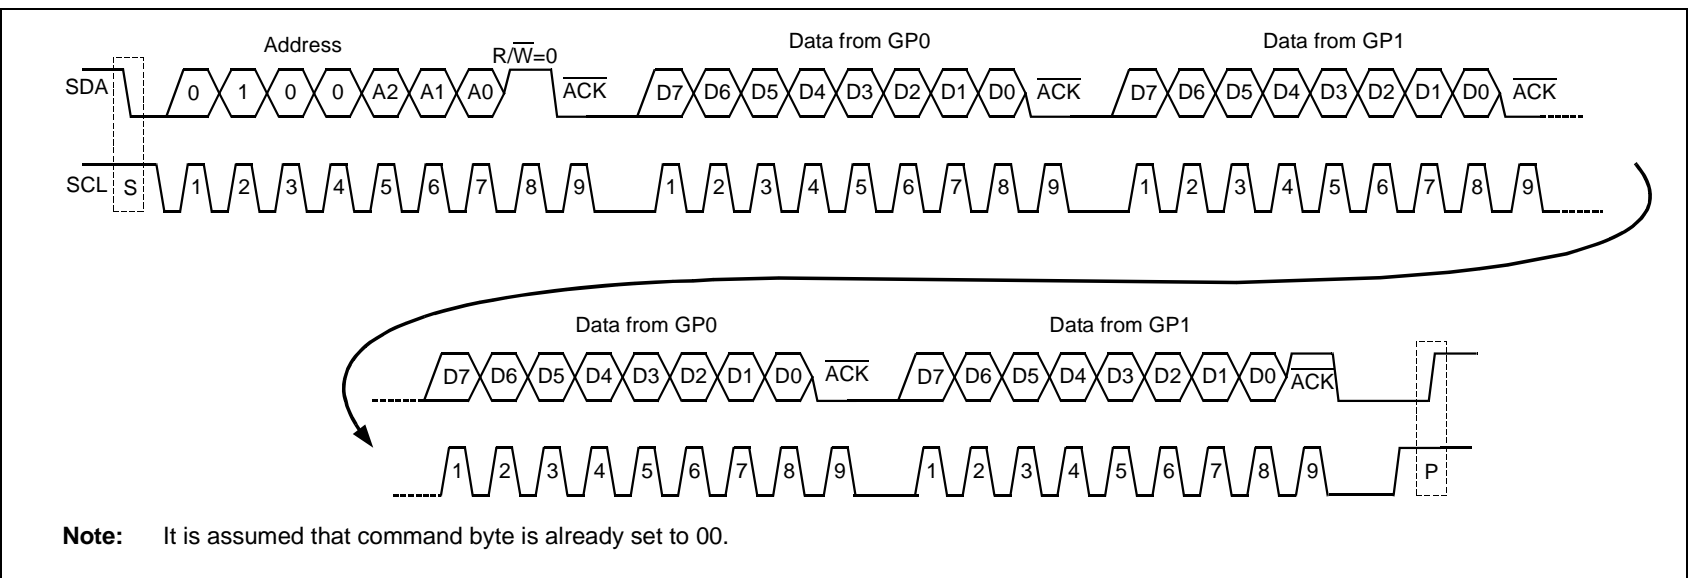 Address
R/W̅=0
Data from GP0
Data from GP1
SDA
0 1 0 0 A2 A1 A0 A̅C̅K̅ D7 D6 D5 D4 D3 D2 D1 D0 A̅C̅K̅ D7 D6 D5 D4 D3 D2 D1 D0 A̅C̅K̅
SCL S 1 2 3 4 5 6 7 8 9 1 2 3 4 5 6 7 8 9 1 2 3 4 5 6 7 8 9
Data from GP0
Data from GP1
D7 D6 D5 D4 D3 D2 D1 D0 A̅C̅K̅ D7 D6 D5 D4 D3 D2 D1 D0 A̅C̅K̅
1 2 3 4 5 6 7 8 9 1 2 3 4 5 6 7 8 9 P
Note: It is assumed that command byte is already set to 00.